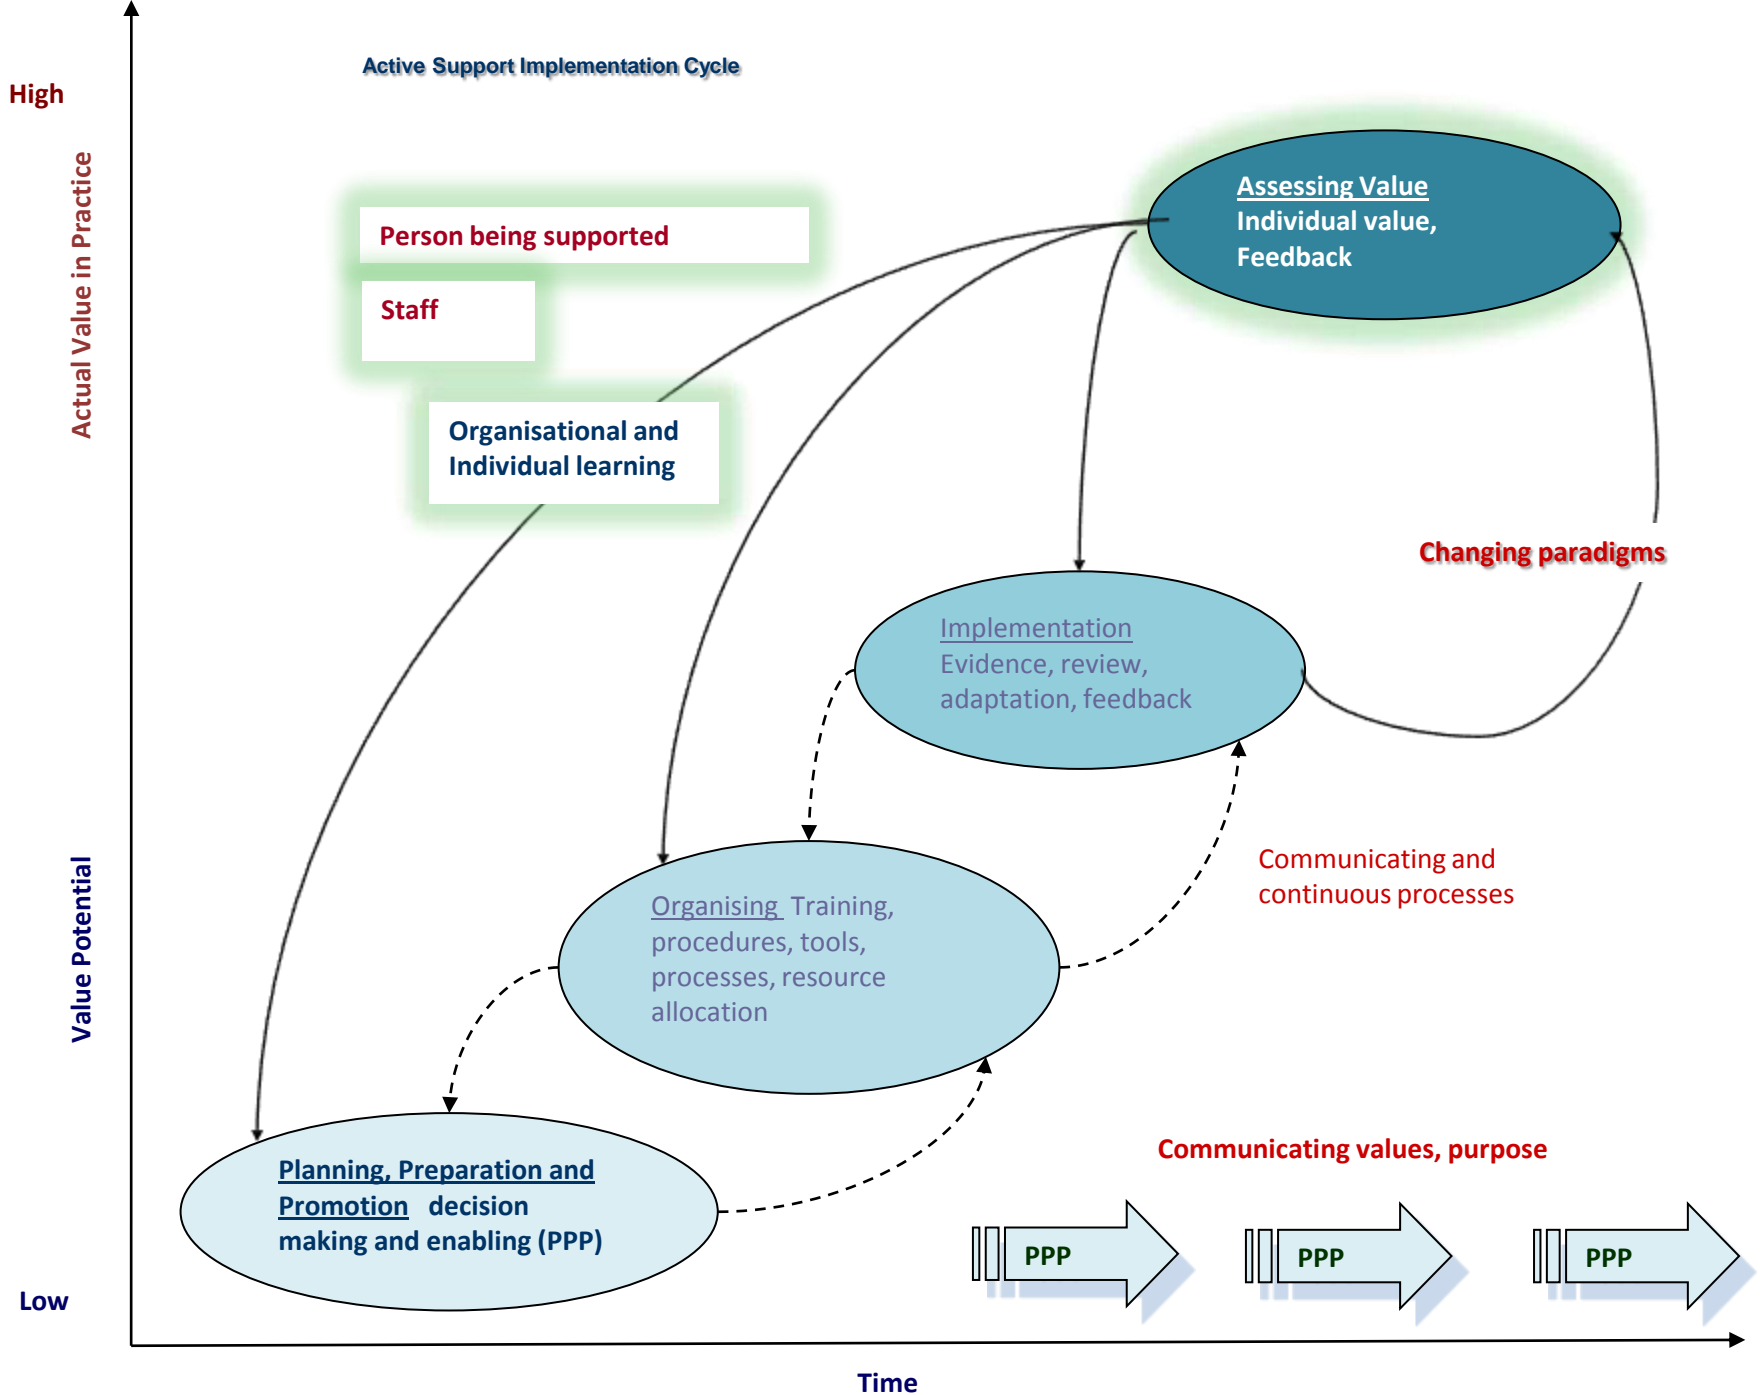 Active Support Implementation Cycle
High
Actual Value in Practice
Assessing Value
Individual value,
Feedback
Person being supported
Staff
Organisational and
Individual learning
Changing paradigms
Implementation
Evidence, review,
adaptation, feedback
Communicating and
continuous processes
Value Potential
Organising Training,
procedures, tools,
processes, resource
allocation
Planning, Preparation and
Promotion decision
making and enabling (PPP)
Communicating values, purpose
PPP
PPP
PPP
Low
Time